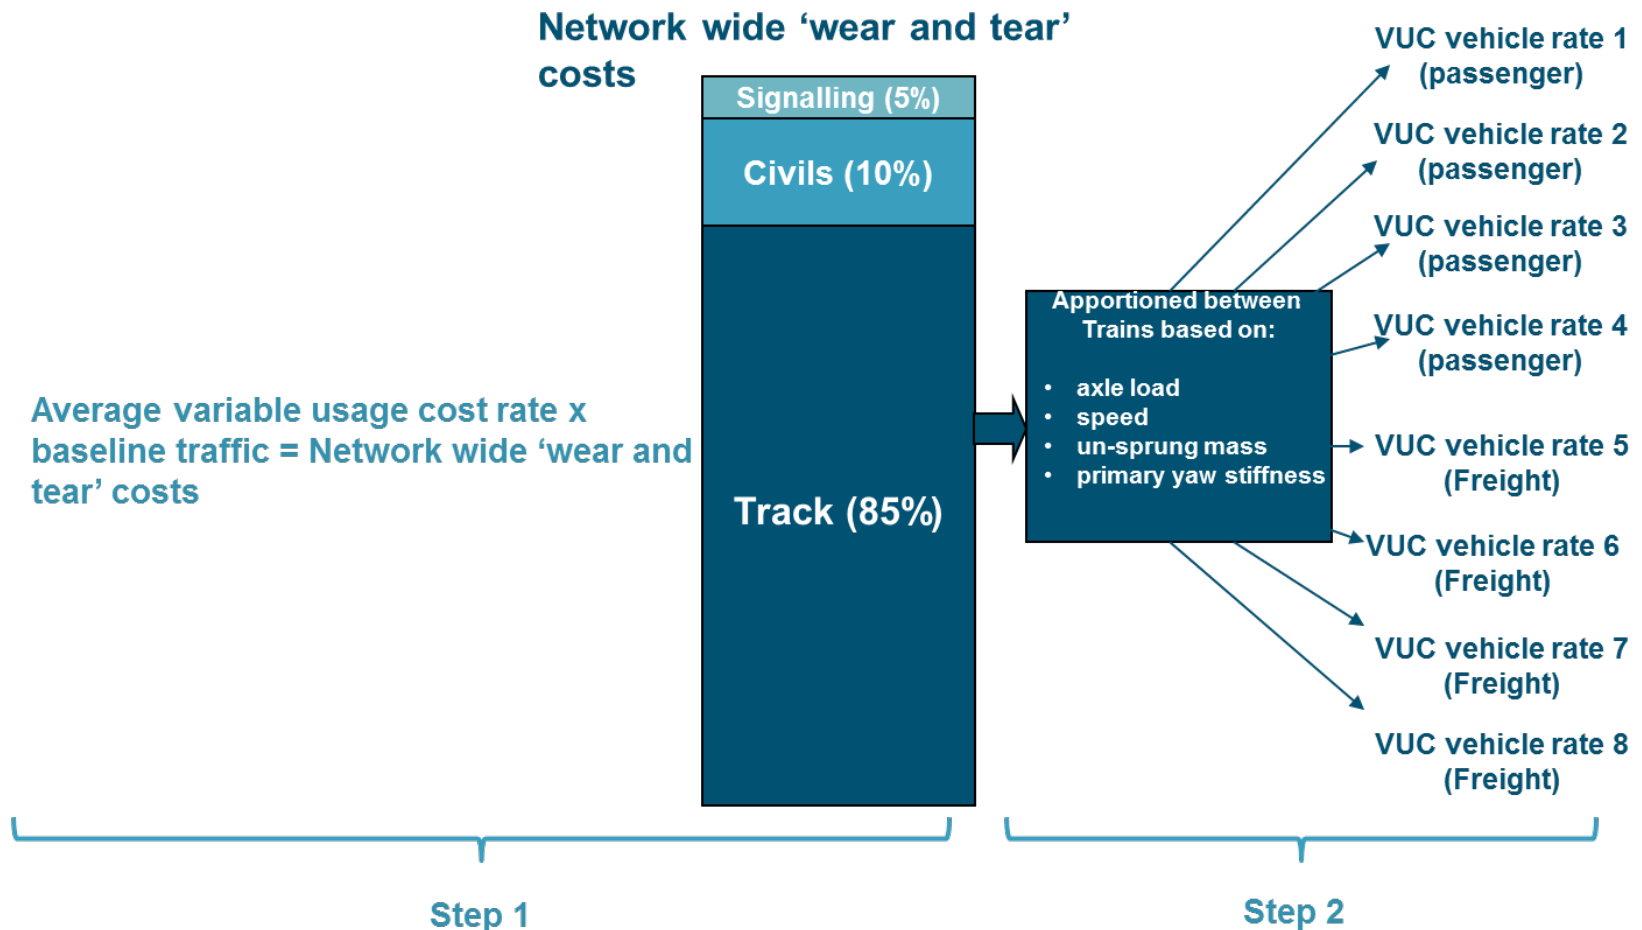 Network wide ‘wear and tear’
costs
Signalling (5%)
Civils (10%)
Track (85%)
Average variable usage cost rate x
baseline traffic = Network wide ‘wear and
tear’ costs
Apportioned between
Trains based on:
• axle load
• speed
• un-sprung mass
• primary yaw stiffness
VUC vehicle rate 1
(passenger)
VUC vehicle rate 2
(passenger)
VUC vehicle rate 3
(passenger)
VUC vehicle rate 4
(passenger)
VUC vehicle rate 5
(Freight)
VUC vehicle rate 6
(Freight)
VUC vehicle rate 7
(Freight)
VUC vehicle rate 8
(Freight)
Step 1
Step 2